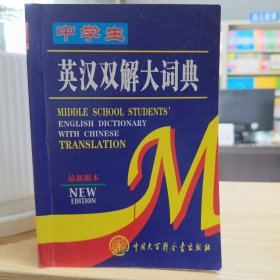 中学生
英汉双解大词典
MIDDLE SCHOOL STUDENTS'
ENGLISH DICTIONARY
WITH CHINESE
TRANSLATION
最新版本
NEW
EDITION
M
中国大百科全书出版社